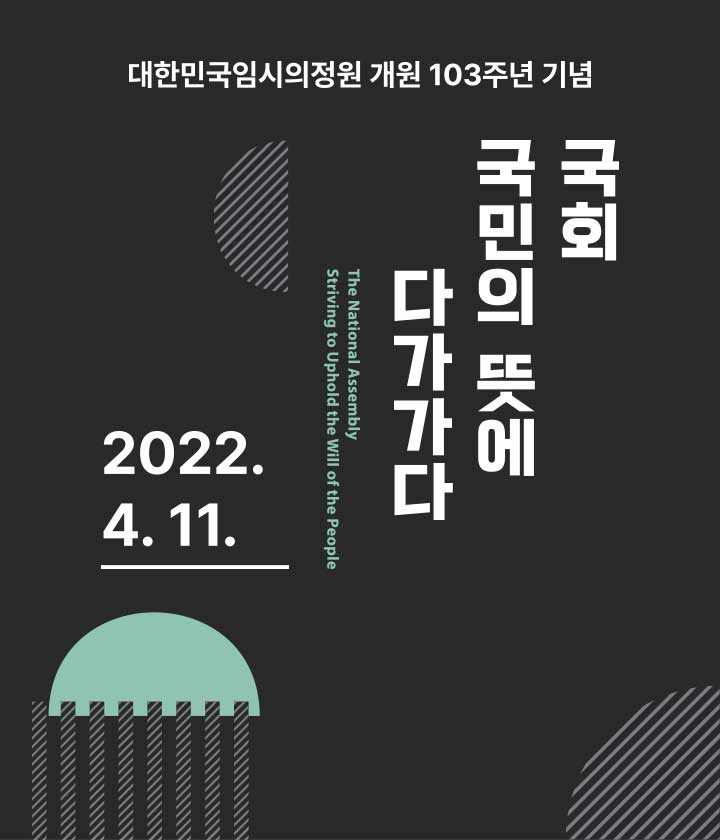 대한민국임시의정원 개원 103주년 기념
국회
국민의 뜻에
다가가다
The National Assembly
Striving to Uphold the Will of the People
2022.
4. 11.